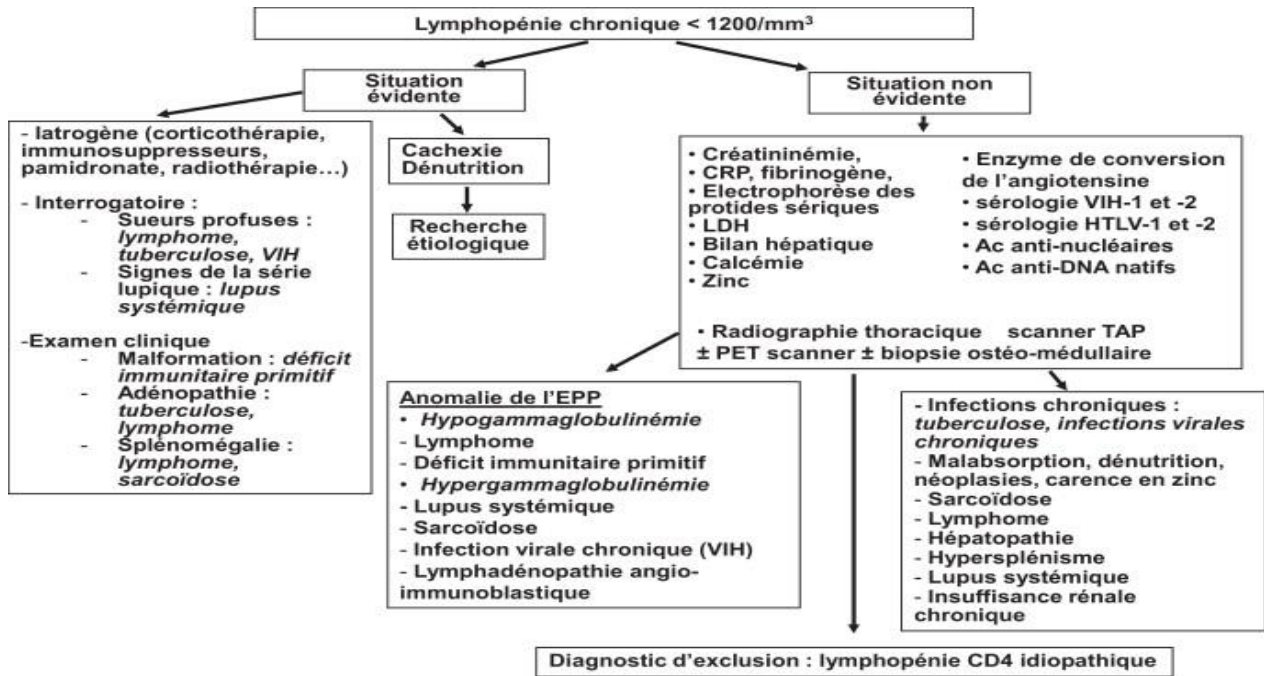 Lymphopénie chronique < 1200/mm³
Situation
évidente
Situation non
évidente
- Iatrogène (corticothérapie,
immunosuppresseurs,
pamidronate, radiothérapie…)
- Interrogatoire :
- Sueurs profuses :
lymphome,
tuberculose, VIH
- Signes de la série
lupique : lupus
systémique
-Examen clinique
- Malformation : déficit
immunitaire primitif
- Adénopathie :
tuberculose,
lymphome
- Splénomégalie :
lymphome,
sarcoïdose
Cachexie
Dénutrition
Recherche
étiologique
• Créatininémie,
• CRP, fibrinogène,
• Electrophorèse des
protides sériques
• LDH
• Bilan hépatique
• Calcémie
• Zinc
• Enzyme de conversion
de l'angiotensine
• sérologie VIH-1 et -2
• sérologie HTLV-1 et -2
• Ac anti-nucléaires
• Ac anti-DNA natifs
• Radiographie thoracique scanner TAP
± PET scanner ± biopsie ostéo-médullaire
Anomalie de l'EPP
• Hypogammaglobulinémie
- Lymphome
- Déficit immunitaire primitif
• Hypergammaglobulinémie
- Lupus systémique
- Sarcoïdose
- Infection virale chronique (VIH)
- Lymphadénopathie angio-
immunoblastique
- Infections chroniques :
tuberculose, infections virales
chroniques
- Malabsorption, dénutrition,
néoplasies, carence en zinc
- Sarcoïdose
- Lymphome
- Hépatopathie
- Hypersplénisme
- Lupus systémique
- Insuffisance rénale
chronique
Diagnostic d'exclusion : lymphopénie CD4 idiopathique